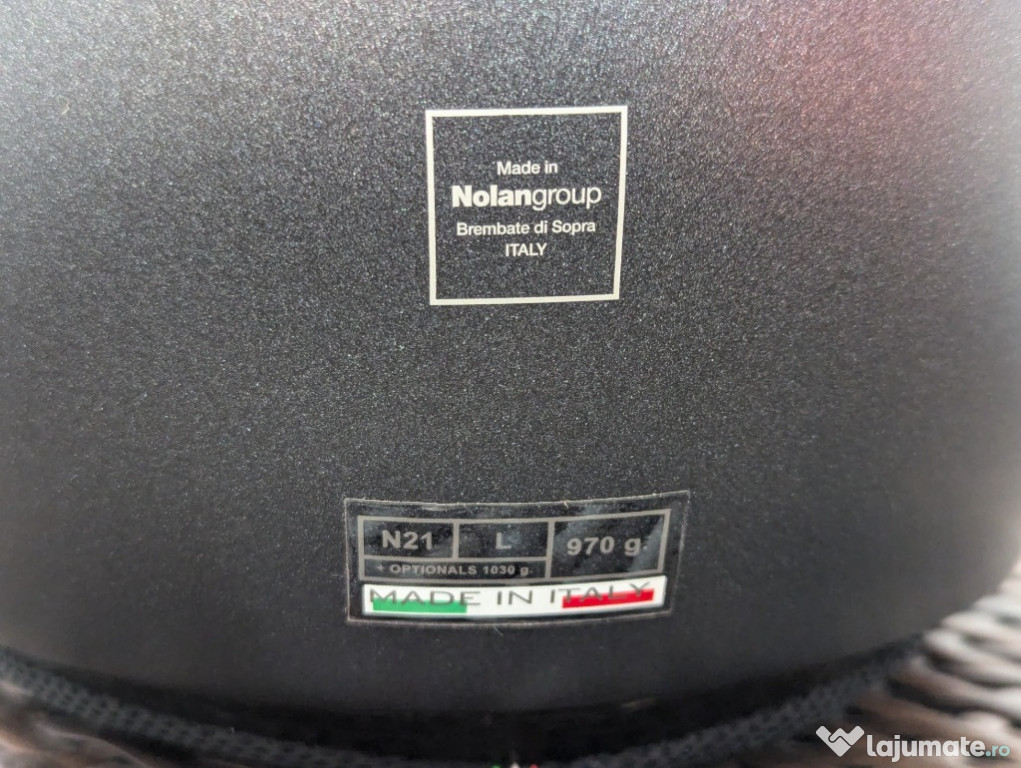 Made in
Nolangroup
Brembate di Sopra
ITALY
N21 L 970 g.
+ OPTIONALS 1030 g.
MADE IN ITALY
lajumate.ro